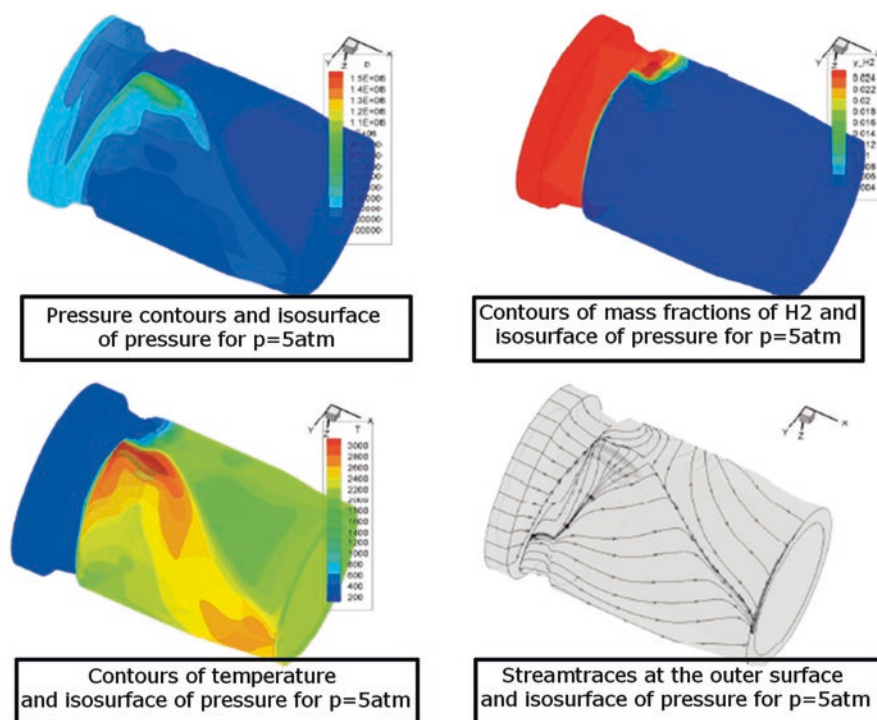 Y Z X
p
1.5E+06
1.4E+06
1.3E+06
1.2E+06
1.1E+06
Pressure contours and isosurface
of pressure for p=5atm
Y Z
y_H2
0.024
0.022
0.02
0.018
0.016
0.014
0.012
Contours of mass fractions of H2 and
isosurface of pressure for p=5atm
Y Z X
T
3000
2800
2600
2400
2200
2000
1800
1600
1400
1200
1000
800
600
400
200
Contours of temperature
and isosurface of pressure for p=5atm
Y Z X
Streamtraces at the outer surface
and isosurface of pressure for p=5atm